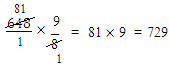 81
648/1 × 9/8 = 81 × 9 = 729
1